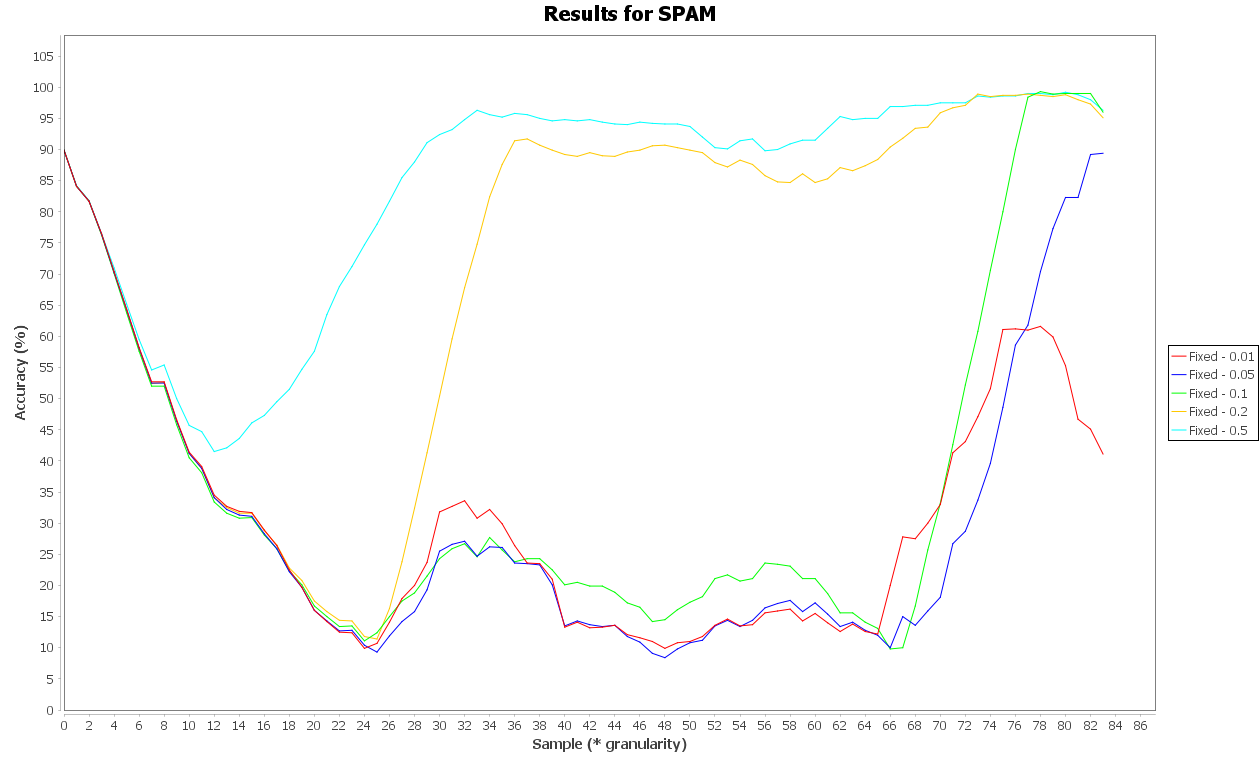 Results for SPAM
Accuracy (%)
105
100
95
90
85
80
75
70
65
60
55
50
45
40
35
30
25
20
15
10
5
0
0 2 4 6 8 10 12 14 16 18 20 22 24 26 28 30 32 34 36 38 40 42 44 46 48 50 52 54 56 58 60 62 64 66 68 70 72 74 76 78 80 82 84 86
Sample (* granularity)
Fixed - 0.01
Fixed - 0.05
Fixed - 0.1
Fixed - 0.2
Fixed - 0.5